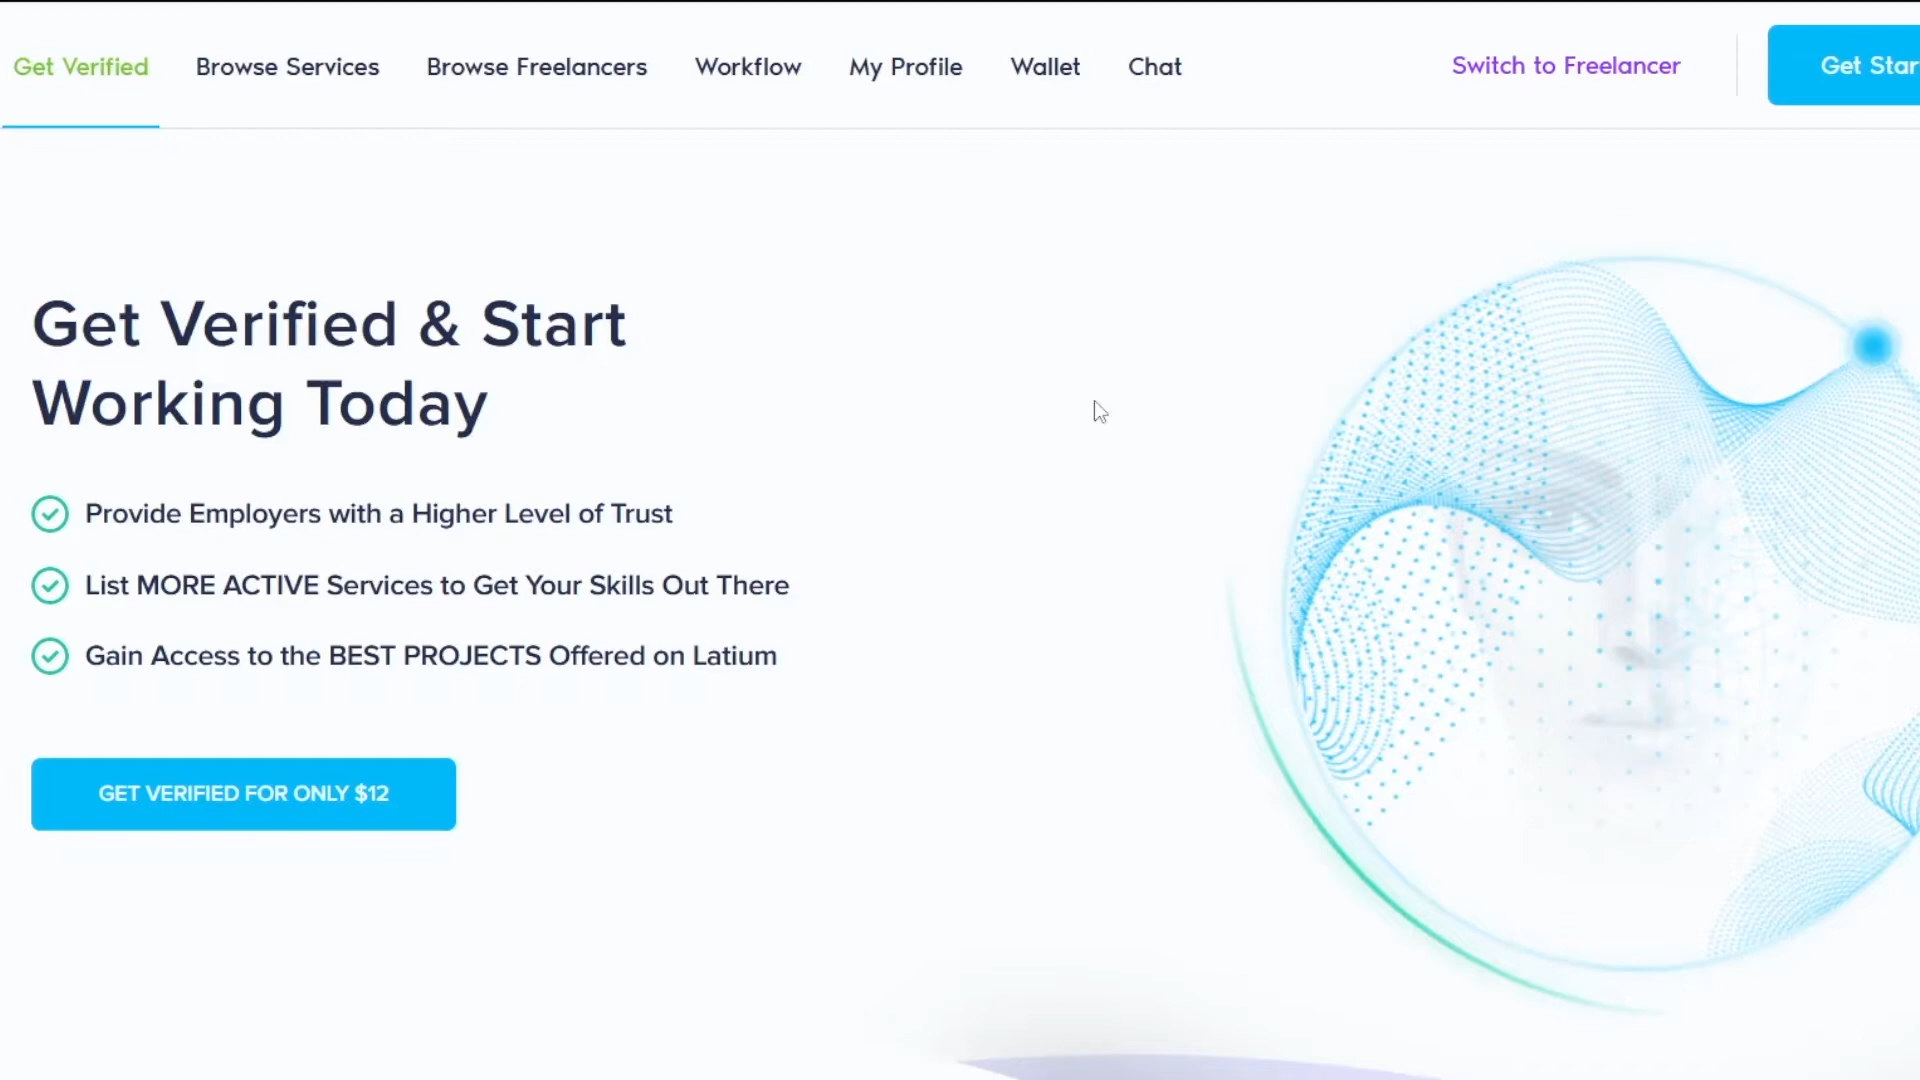 Get Verified
Browse Services
Browse Freelancers
Workflow
My Profile
Wallet
Chat
Switch to Freelancer
Get Star
Get Verified & Start
Working Today
Provide Employers with a Higher Level of Trust
List MORE ACTIVE Services to Get Your Skills Out There
Gain Access to the BEST PROJECTS Offered on Latium
GET VERIFIED FOR ONLY $12